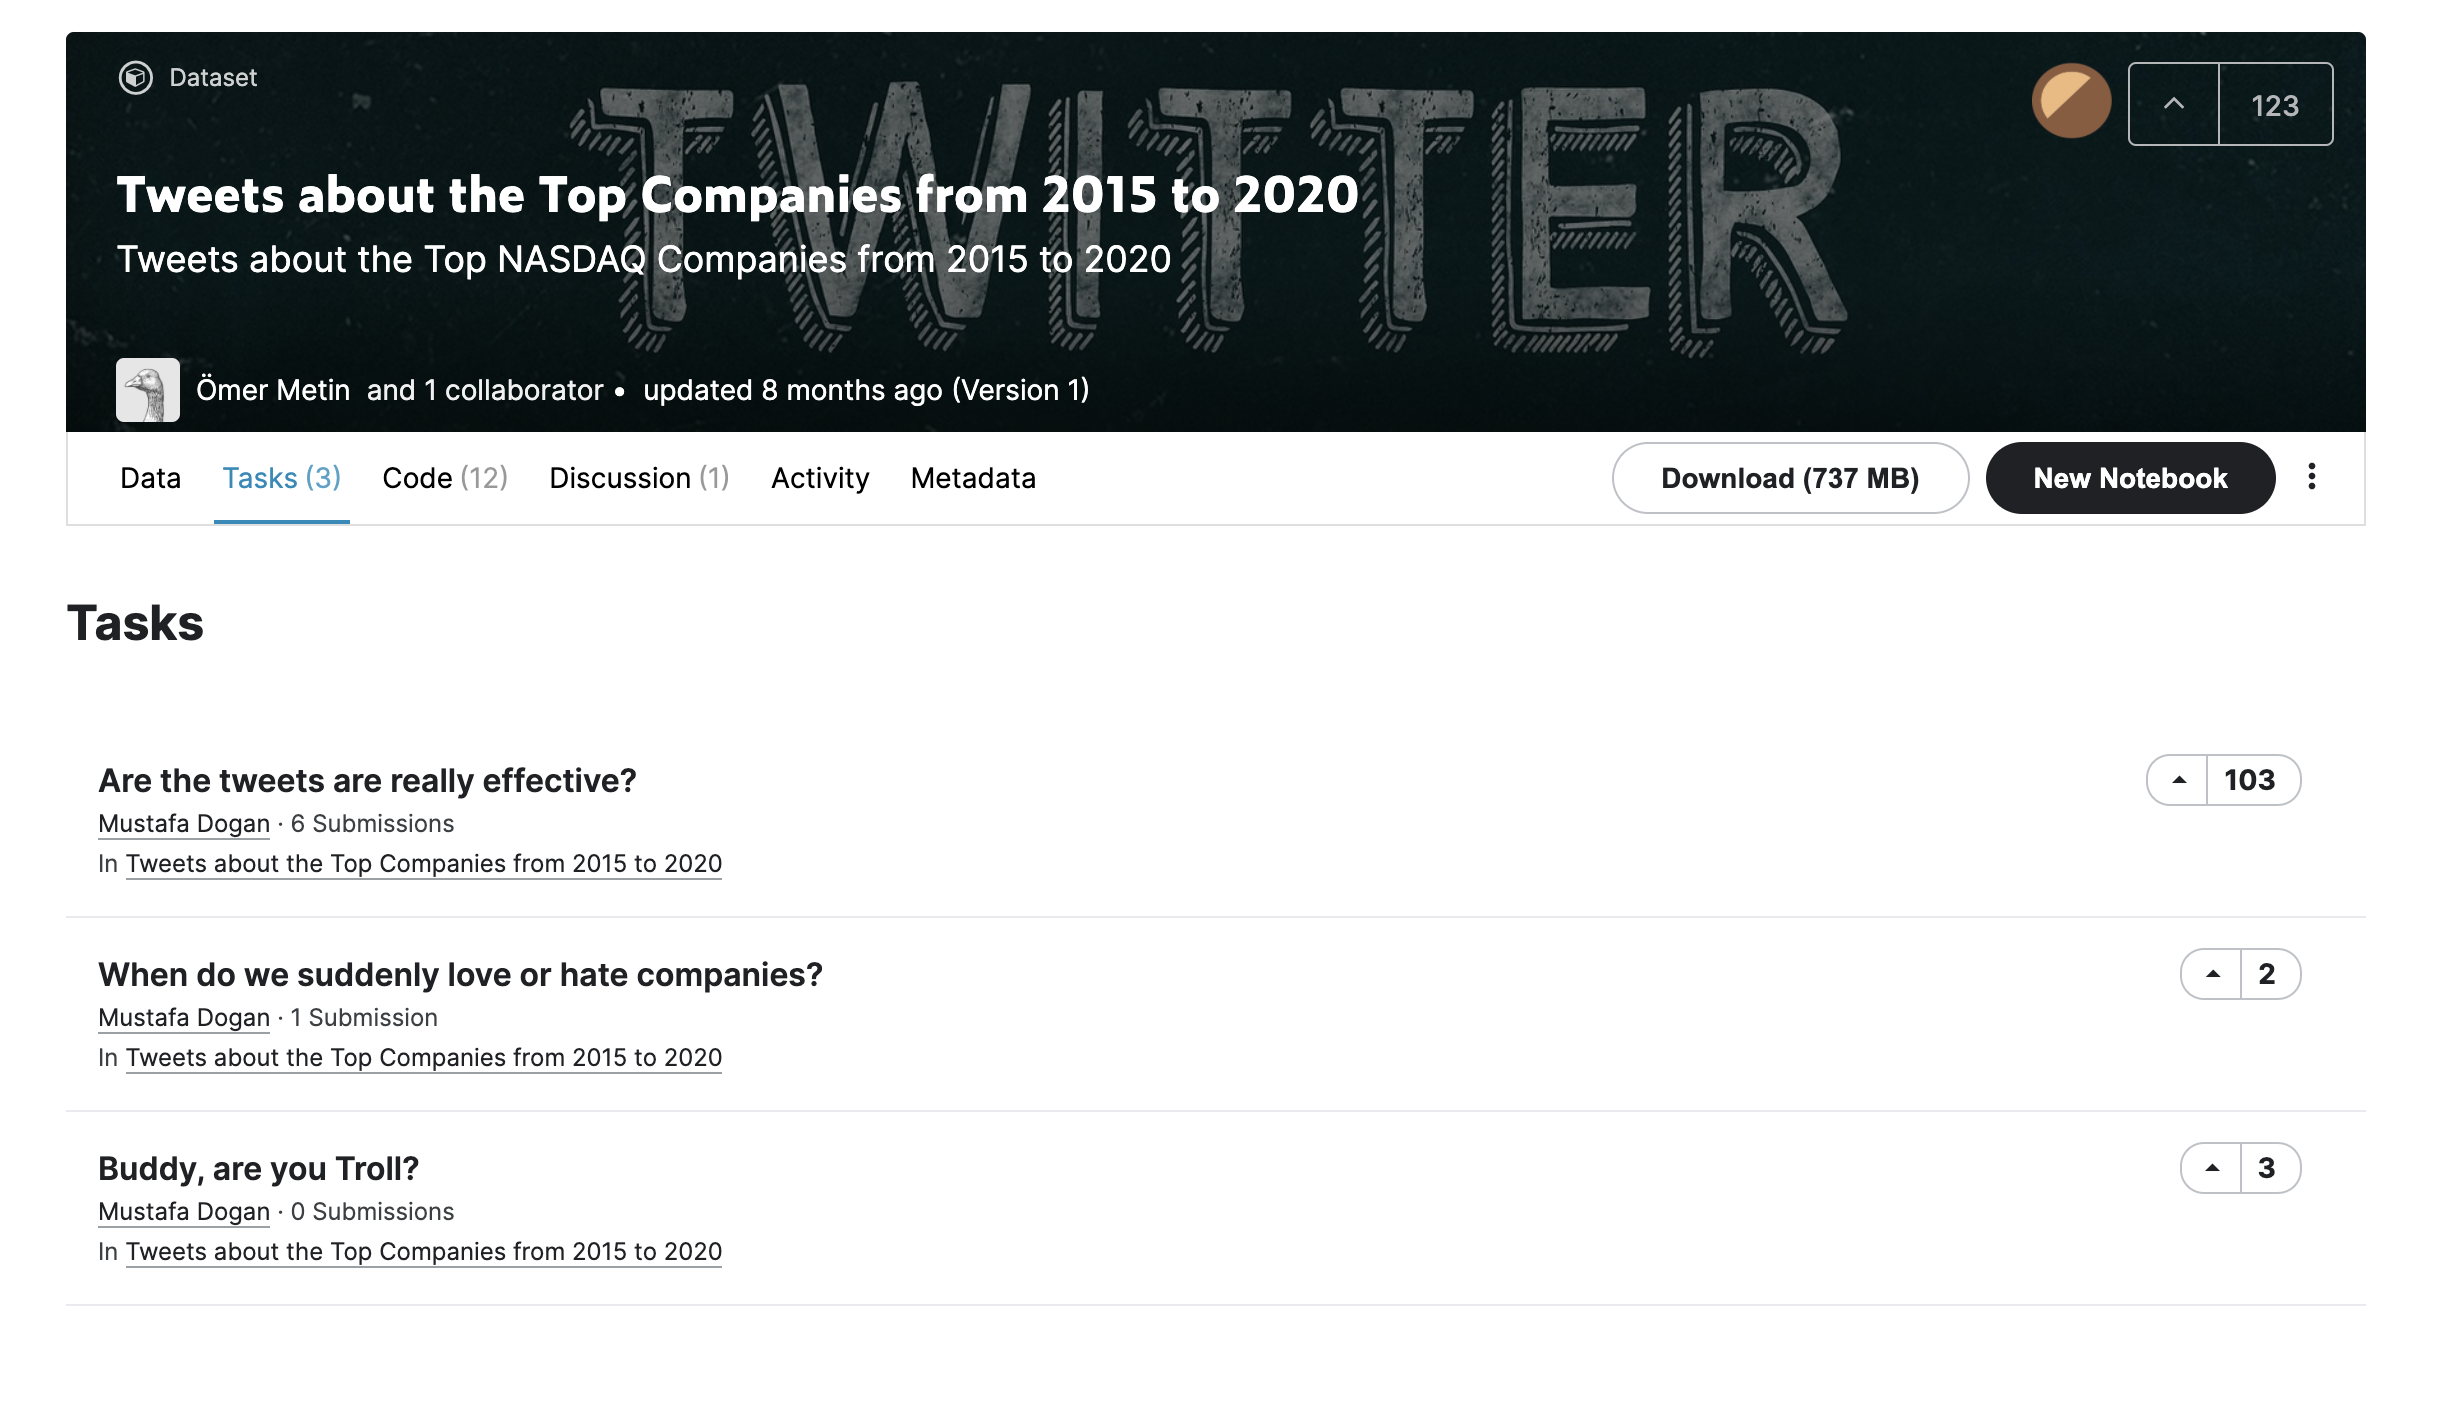 Dataset
TWITTER
123
Tweets about the Top Companies from 2015 to 2020
Tweets about the Top NASDAQ Companies from 2015 to 2020
Ömer Metin and 1 collaborator • updated 8 months ago (Version 1)
Data Tasks (3) Code (12) Discussion (1) Activity Metadata Download (737 MB) New Notebook
Tasks
Are the tweets are really effective?
103
Mustafa Dogan · 6 Submissions
In Tweets about the Top Companies from 2015 to 2020
When do we suddenly love or hate companies?
2
Mustafa Dogan · 1 Submission
In Tweets about the Top Companies from 2015 to 2020
Buddy, are you Troll?
3
Mustafa Dogan · 0 Submissions
In Tweets about the Top Companies from 2015 to 2020